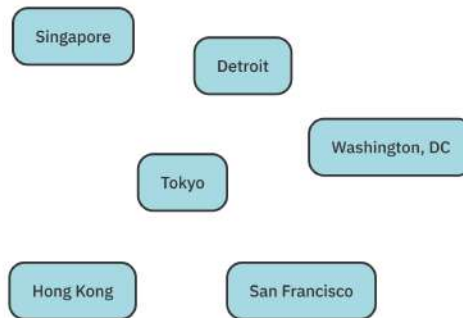 Singapore
Detroit
Washington, DC
Tokyo
Hong Kong
San Francisco